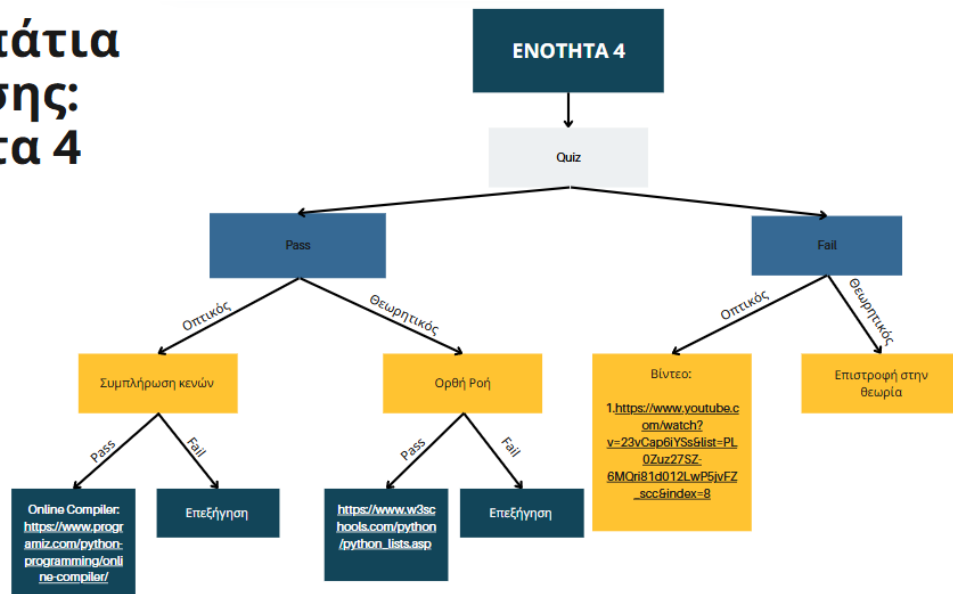 πάτια
σης:
τα 4
ΕΝΟΤΗΤΑ 4
Quiz
Pass
Fail
Οπτικός
Θεωρητικός
Οπτικός
Θεωρητικός
Συμπλήρωση κενών
Ορθή Ροή
Βίντεο:
1.https://www.youtube.c
om/watch?
v=23vCap6iYSs&list=PL
0Zuz27SZ-
6MQri81d012LwP5jvFZ
_scc&index=8
Επιστροφή στην
θεωρία
Pass
Fail
Pass
Fail
Online Compiler:
https://www.progr
amiz.com/python-
programming/onli
ne-compiler/
Επεξήγηση
https://www.w3sc
hools.com/python
/python_lists.asp
Επεξήγηση